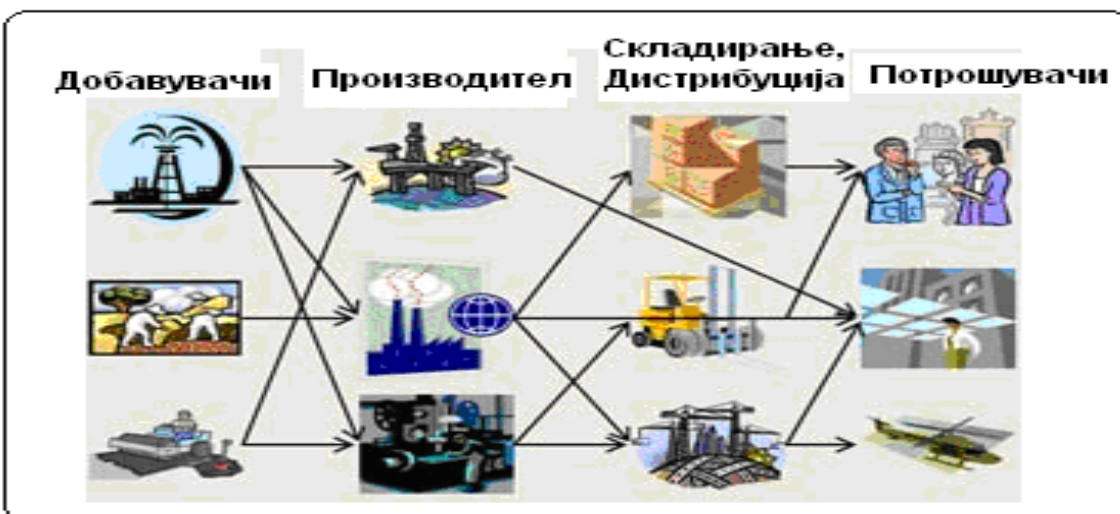 Добавувачи
Производител
Складирање,
Дистрибуција
Потрошувачи